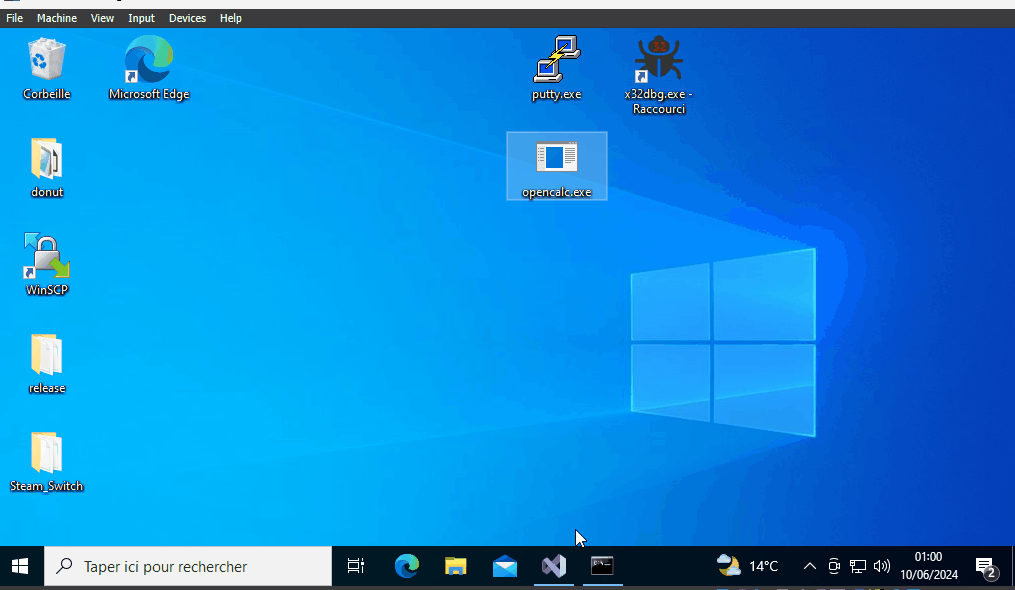 File Machine View Input Devices Help
Corbeille
Microsoft Edge
putty.exe
x32dbg.exe -
Raccourci
donut
opencalc.exe
WinSCP
release
Steam_Switch
Taper ici pour rechercher
14°C
01:00
10/06/2024
2